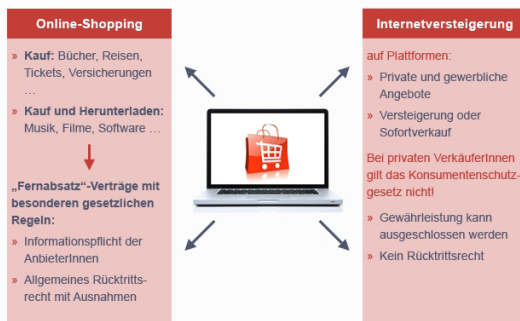 Online-Shopping
» Kauf: Bücher, Reisen,
Tickets, Versicherungen
…
» Kauf und Herunterladen:
Musik, Filme, Software …
„Fernabsatz“-Verträge mit
besonderen gesetzlichen
Regeln:
» Informationspflicht der
AnbieterInnen
» Allgemeines Rücktritts-
recht mit Ausnahmen
Internetversteigerung
auf Plattformen:
» Private und gewerbliche
Angebote
» Versteigerung oder
Sofortverkauf
Bei privaten VerkäuferInnen
gilt das Konsumentenschutz-
gesetz nicht!
» Gewährleistung kann
ausgeschlossen werden
» Kein Rücktrittsrecht